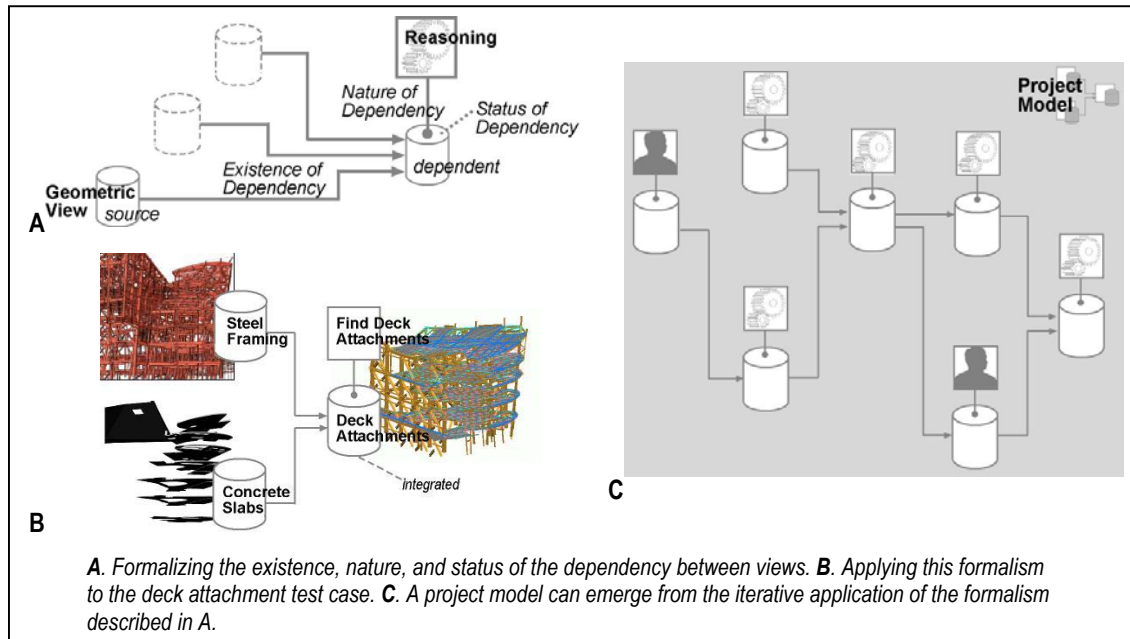 Reasoning
Nature of
Dependency
Status of
Dependency
dependent
Existence of
Dependency
Geometric
View
source
A
Steel
Framing
Find Deck
Attachments
Deck
Attachments
integrated
Concrete
Slabs
B
Project
Model
C
A. Formalizing the existence, nature, and status of the dependency between views. B. Applying this formalism
to the deck attachment test case. C. A project model can emerge from the iterative application of the formalism
described in A.